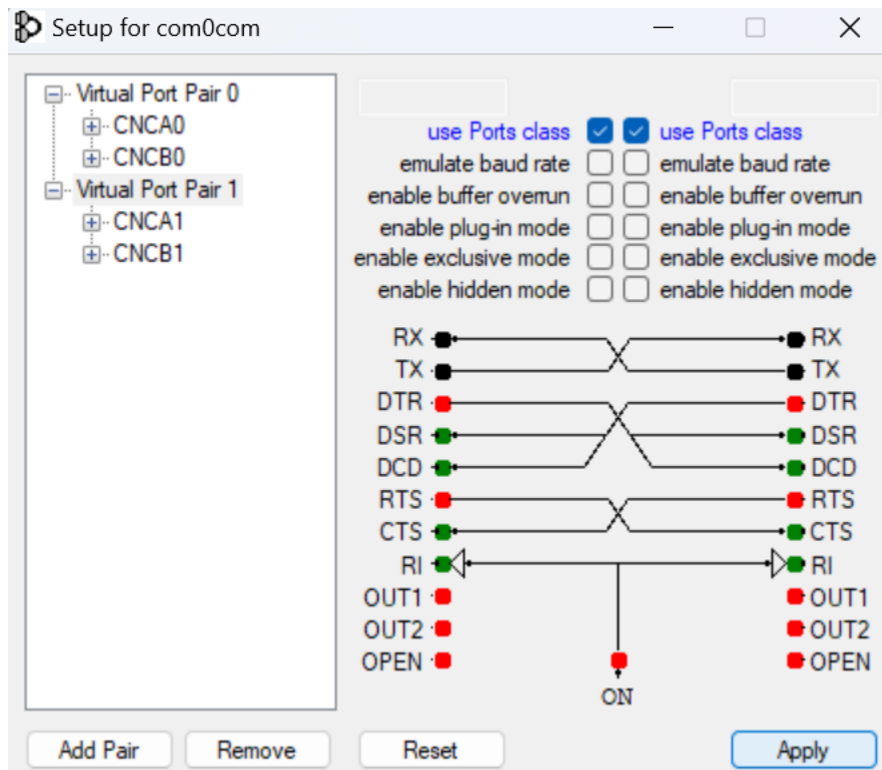 Setup for com0com
Virtual Port Pair 0
CNCA0
CNCB0
Virtual Port Pair 1
CNCA1
CNCB1
use Ports class use Ports class
emulate baud rate emulate baud rate
enable buffer overrun enable buffer overrun
enable plug-in mode enable plug-in mode
enable exclusive mode enable exclusive mode
enable hidden mode enable hidden mode
RX RX
TX TX
DTR DTR
DSR DSR
DCD DCD
RTS RTS
CTS CTS
RI RI
OUT1 OUT1
OUT2 OUT2
OPEN OPEN
ON
Add Pair Remove Reset Apply